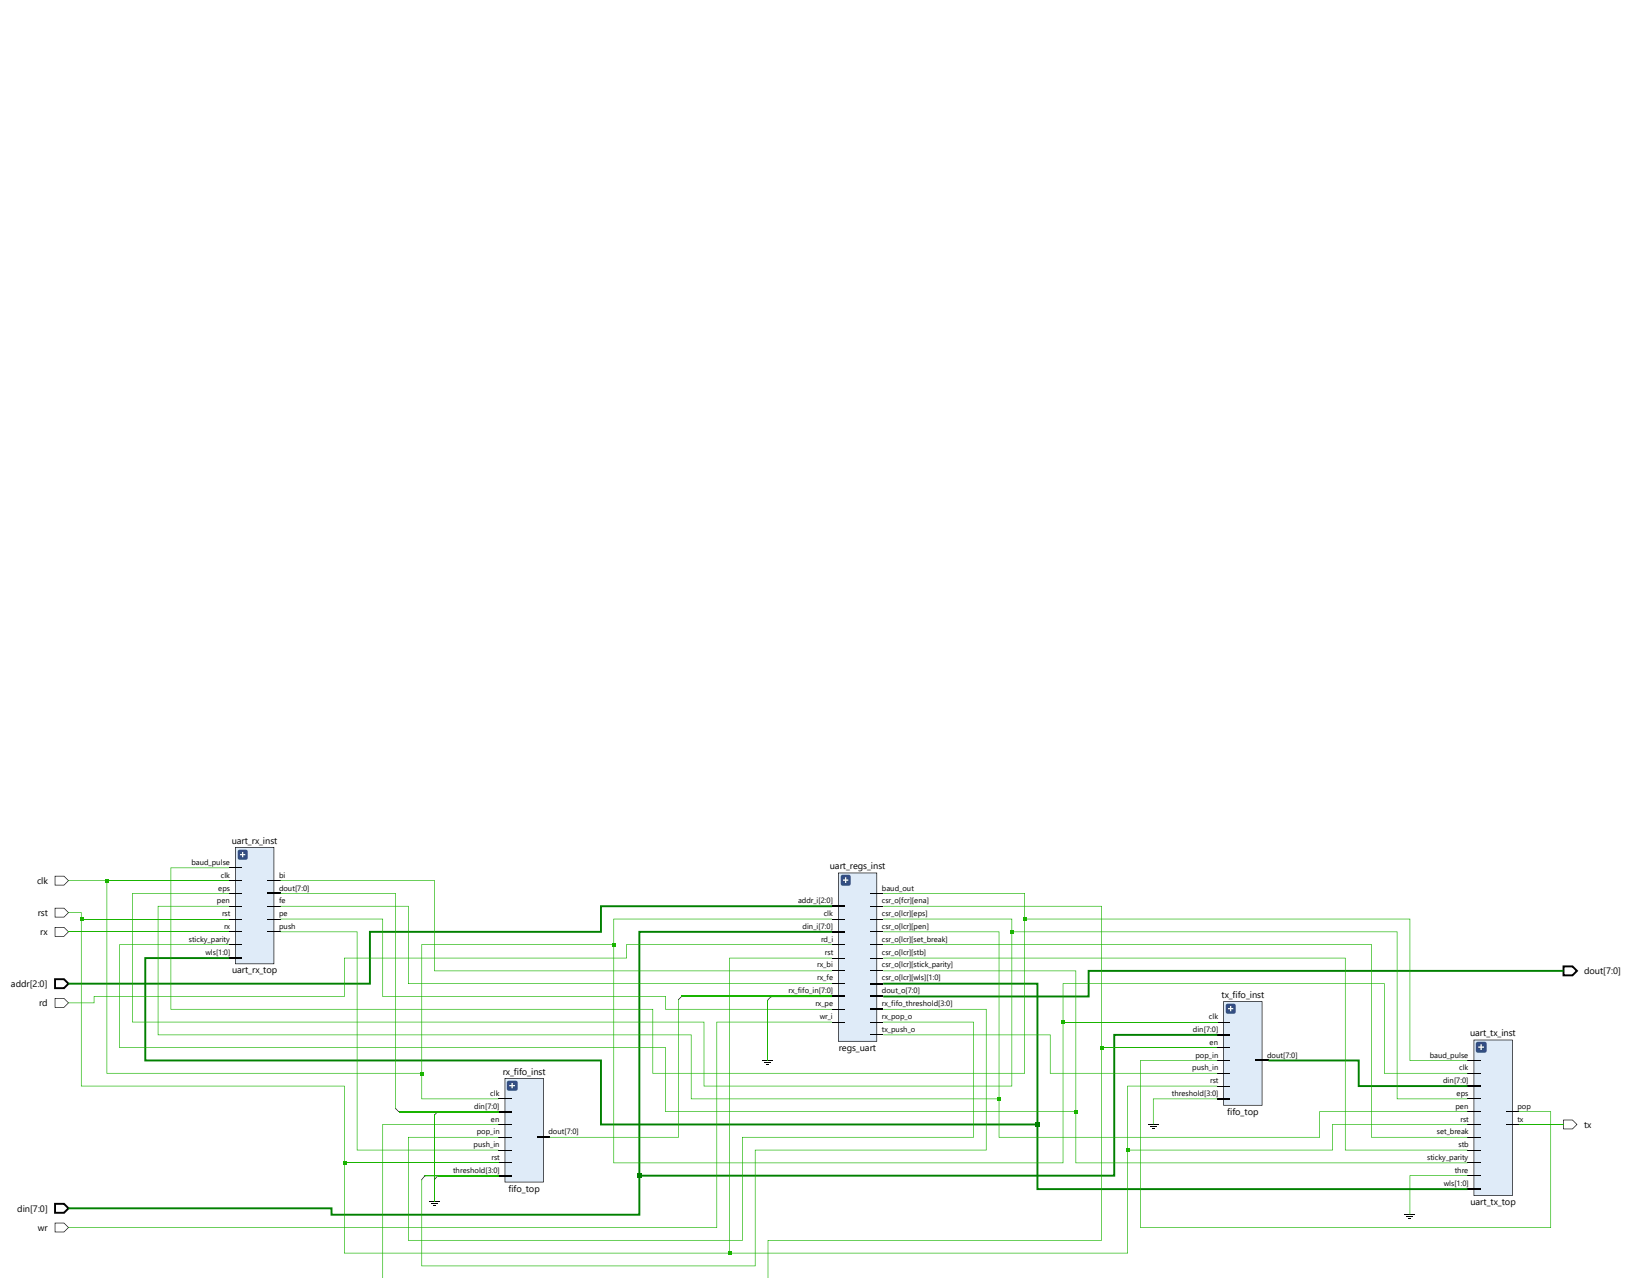 clk
rst
rx
addr[2:0]
rd
din[7:0]
wr
uart_rx_inst
baud_pulse
clk
eps
pen
rst
rx
sticky_parity
wls[1:0]
bi
dout[7:0]
fe
pe
push
uart_rx_top
rx_fifo_inst
clk
din[7:0]
en
pop_in
push_in
rst
threshold[3:0]
dout[7:0]
fifo_top
uart_regs_inst
addr_i[2:0]
clk
din_i[7:0]
rd_i
rst
rx_bi
rx_fe
rx_fifo_in[7:0]
rx_pe
wr_i
baud_out
csr_o[fcr][ena]
csr_o[lcr][eps]
csr_o[lcr][pen]
csr_o[lcr][set_break]
csr_o[lcr][stb]
csr_o[lcr][stick_parity]
csr_o[lcr][wls][1:0]
dout_o[7:0]
rx_fifo_threshold[3:0]
rx_pop_o
tx_push_o
regs_uart
tx_fifo_inst
clk
din[7:0]
en
pop_in
push_in
rst
threshold[3:0]
dout[7:0]
fifo_top
uart_tx_inst
baud_pulse
clk
din[7:0]
eps
pen
rst
set_break
stb
sticky_parity
thre
wls[1:0]
pop
tx
uart_tx_top
dout[7:0]
tx